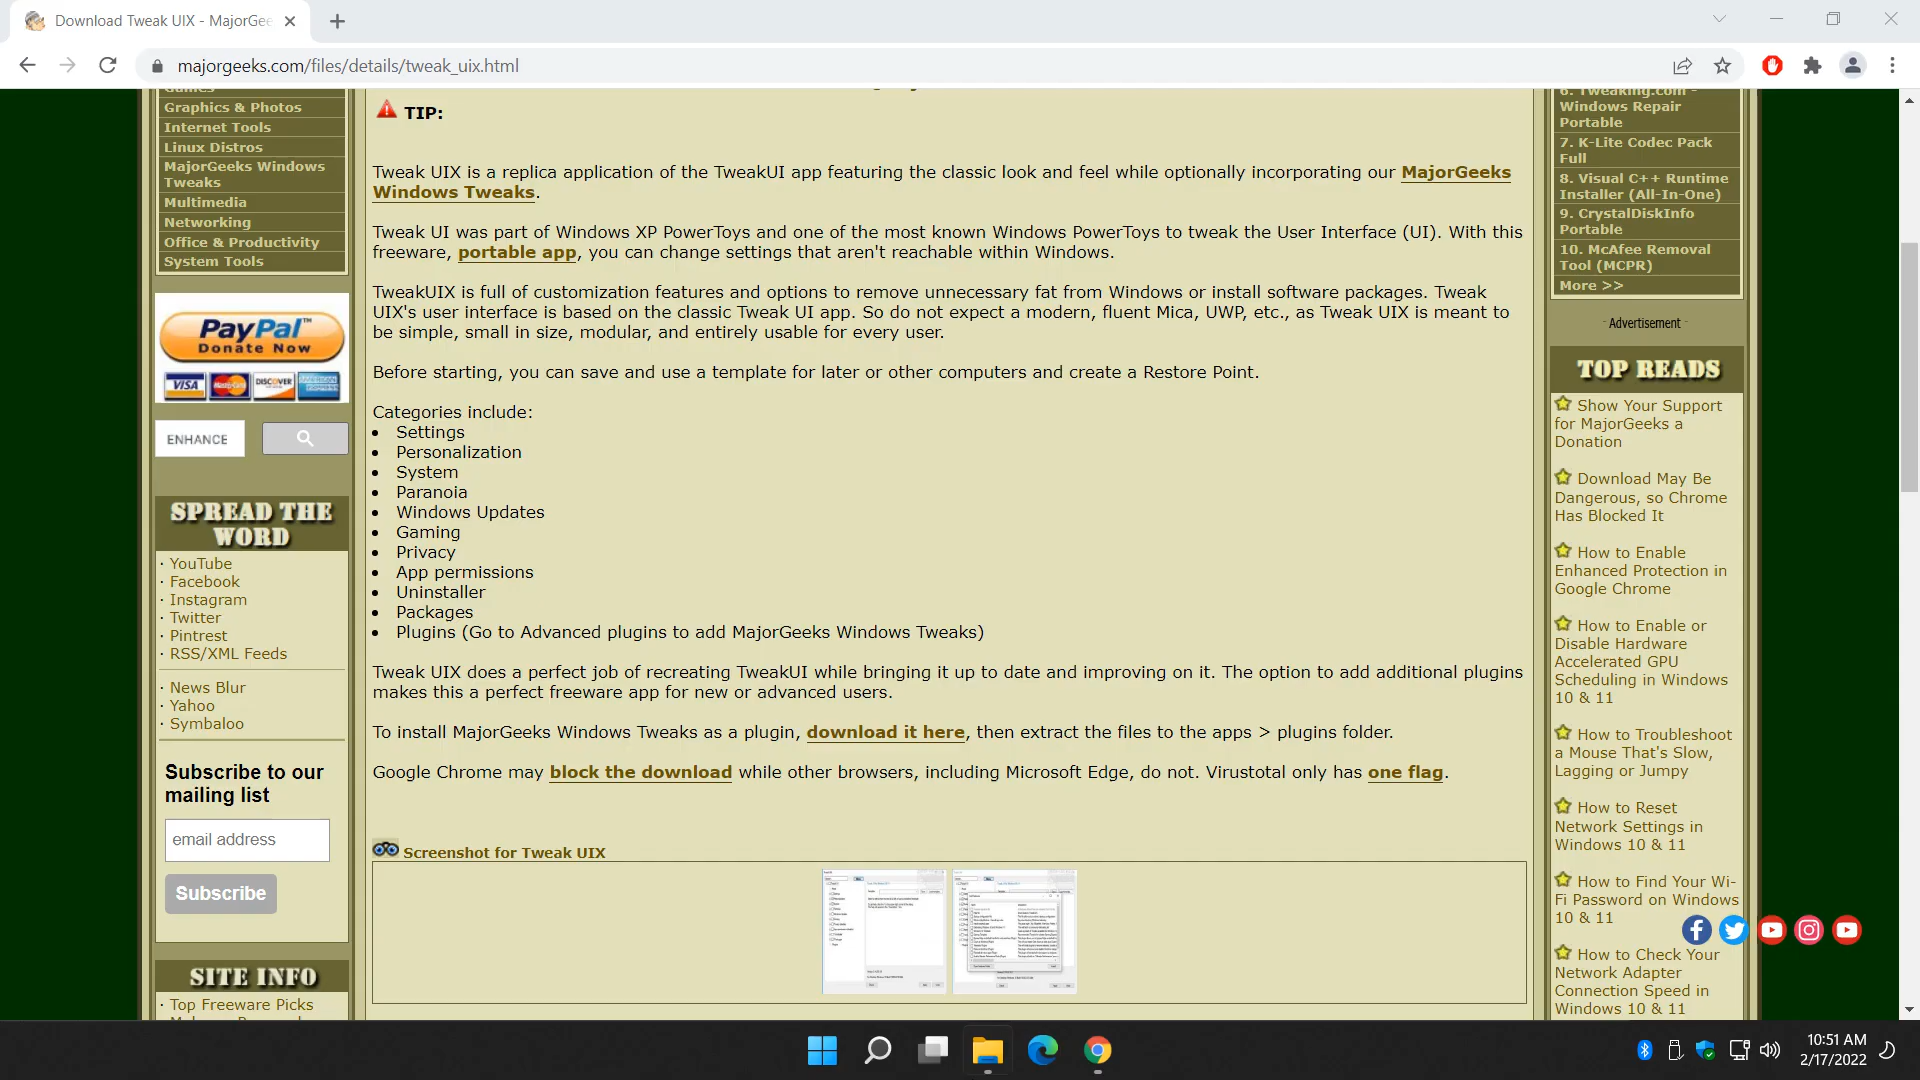 Download Tweak UIX - MajorGee
majorgeeks.com/files/details/tweak_uix.html
Games
Graphics & Photos
Internet Tools
Linux Distros
MajorGeeks Windows
Tweaks
Multimedia
Networking
Office & Productivity
System Tools
PayPal™
Donate Now
VISA MasterCard DISCOVER
ENHANCE
SPREAD THE
WORD
· YouTube
· Facebook
· Instagram
· Twitter
· Pintrest
· RSS/XML Feeds
· News Blur
· Yahoo
· Symbaloo
Subscribe to our
mailing list
email address
Subscribe
SITE INFO
· Top Freeware Picks
TIP:
Tweak UIX is a replica application of the TweakUI app featuring the classic look and feel while optionally incorporating our MajorGeeks
Windows Tweaks.
Tweak UI was part of Windows XP PowerToys and one of the most known Windows PowerToys to tweak the User Interface (UI). With this
freeware, portable app, you can change settings that aren't reachable within Windows.
TweakUIX is full of customization features and options to remove unnecessary fat from Windows or install software packages. Tweak
UIX's user interface is based on the classic Tweak UI app. So do not expect a modern, fluent Mica, UWP, etc., as Tweak UIX is meant to
be simple, small in size, modular, and entirely usable for every user.
Before starting, you can save and use a template for later or other computers and create a Restore Point.
Categories include:
• Settings
• Personalization
• System
• Paranoia
• Windows Updates
• Gaming
• Privacy
• App permissions
• Uninstaller
• Packages
• Plugins (Go to Advanced plugins to add MajorGeeks Windows Tweaks)
Tweak UIX does a perfect job of recreating TweakUI while bringing it up to date and improving on it. The option to add additional plugins
makes this a perfect freeware app for new or advanced users.
To install MajorGeeks Windows Tweaks as a plugin, download it here, then extract the files to the apps > plugins folder.
Google Chrome may block the download while other browsers, including Microsoft Edge, do not. Virustotal only has one flag.
Screenshot for Tweak UIX
6. Tweaking.com -
Windows Repair
Portable
7. K-Lite Codec Pack
Full
8. Visual C++ Runtime
Installer (All-In-One)
9. CrystalDiskInfo
Portable
10. McAfee Removal
Tool (MCPR)
More >>
- Advertisement -
TOP READS
Show Your Support
for MajorGeeks a
Donation
Download May Be
Dangerous, so Chrome
Has Blocked It
How to Enable
Enhanced Protection in
Google Chrome
How to Enable or
Disable Hardware
Accelerated GPU
Scheduling in Windows
10 & 11
How to Troubleshoot
a Mouse That's Slow,
Lagging or Jumpy
How to Reset
Network Settings in
Windows 10 & 11
How to Find Your Wi-
Fi Password on Windows
10 & 11
How to Check Your
Network Adapter
Connection Speed in
Windows 10 & 11
10:51 AM
2/17/2022